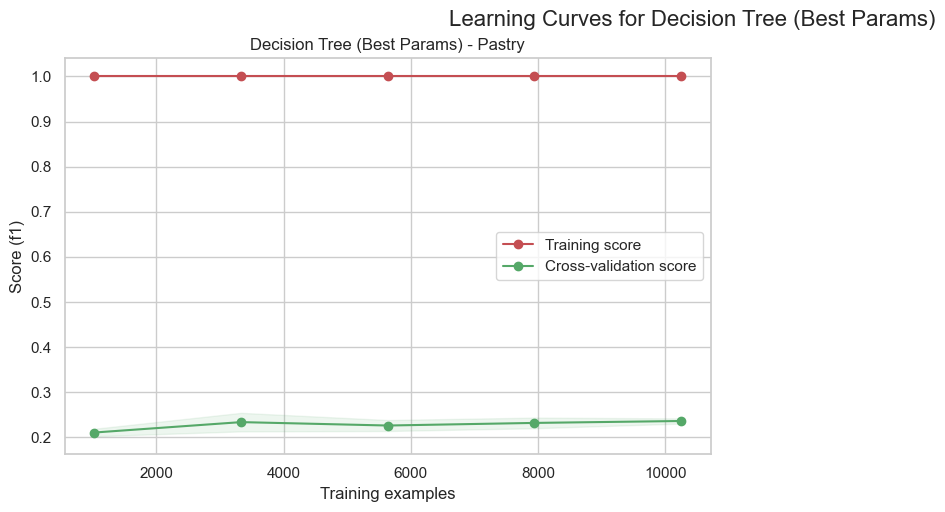 Learning Curves for Decision Tree (Best Params)
Decision Tree (Best Params) - Pastry
1.0
0.9
0.8
0.7
0.6
0.5
0.4
0.3
0.2
Score (f1)
Training score
Cross-validation score
2000 4000 6000 8000 10000
Training examples